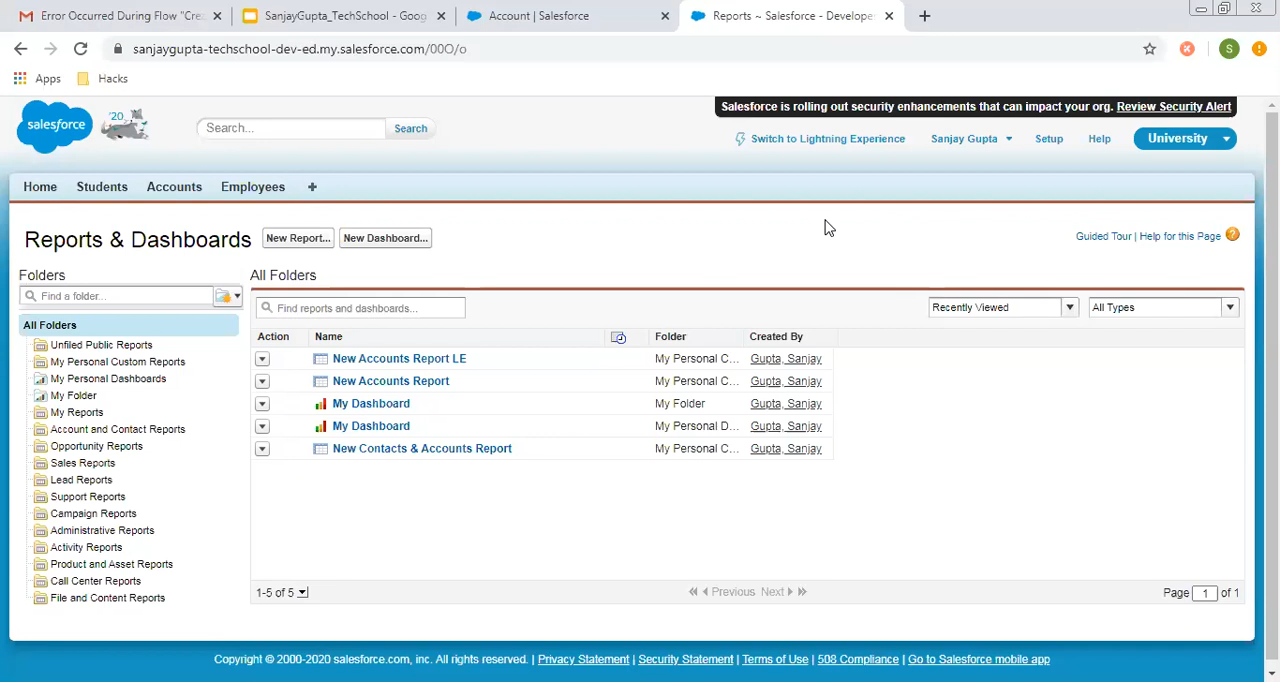 Error Occurred During Flow "Cre
SanjayGupta_TechSchool - Goog
Account | Salesforce
Reports ~ Salesforce - Develope
sanjaygupta-techschool-dev-ed.my.salesforce.com/00O/o
S
Apps
Hacks
Salesforce is rolling out security enhancements that can impact your org. Review Security Alert
salesforce
'20
Search...
Search
Switch to Lightning Experience
Sanjay Gupta
Setup
Help
University
Home
Students
Accounts
Employees
Reports & Dashboards
New Report...
New Dashboard...
Guided Tour | Help for this Page
Folders
Find a folder...
All Folders
Unfiled Public Reports
My Personal Custom Reports
My Personal Dashboards
My Folder
My Reports
Account and Contact Reports
Opportunity Reports
Sales Reports
Lead Reports
Support Reports
Campaign Reports
Administrative Reports
Activity Reports
Product and Asset Reports
Call Center Reports
File and Content Reports
All Folders
Find reports and dashboards...
Recently Viewed
All Types
Action Name Folder Created By
New Accounts Report LE My Personal C... Gupta, Sanjay
New Accounts Report My Personal C... Gupta, Sanjay
My Dashboard My Folder Gupta, Sanjay
My Dashboard My Personal D... Gupta, Sanjay
New Contacts & Accounts Report My Personal C... Gupta, Sanjay
1-5 of 5
Previous Next
Page 1 of 1
Copyright © 2000-2020 salesforce.com, inc. All rights reserved. | Privacy Statement | Security Statement | Terms of Use | 508 Compliance | Go to Salesforce mobile app